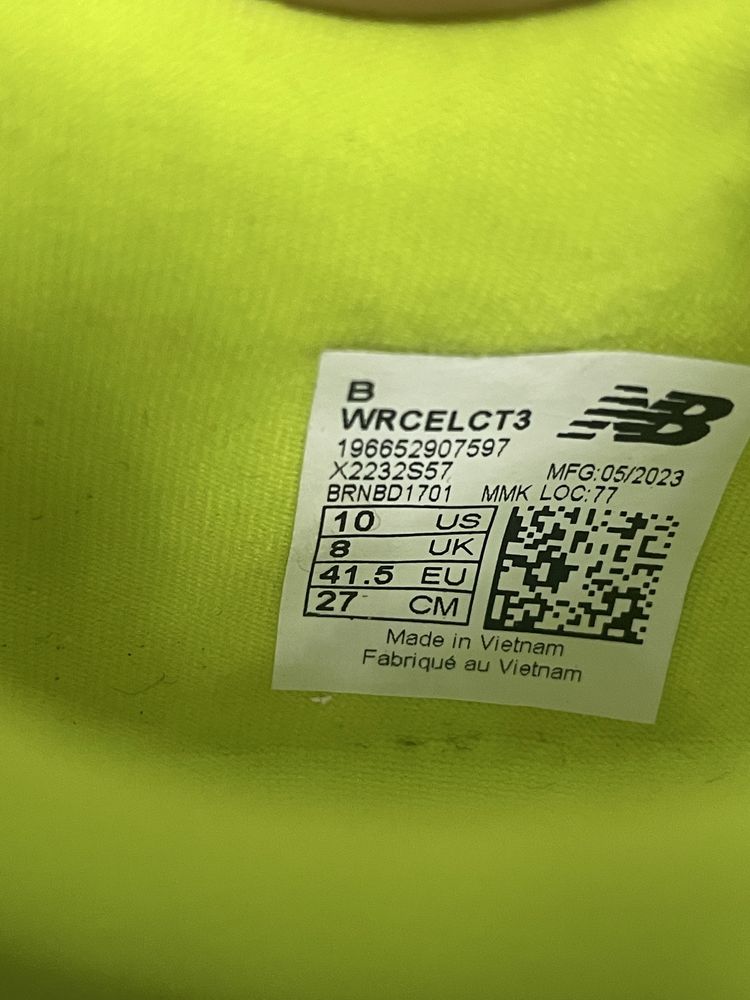 B
WRCELCT3
NB
196652907597
X2232S57 MFG:05/2023
BRNBD1701 MMK LOC:77
10 US
8 UK
41.5 EU
27 CM
Made in Vietnam
Fabriqué au Vietnam